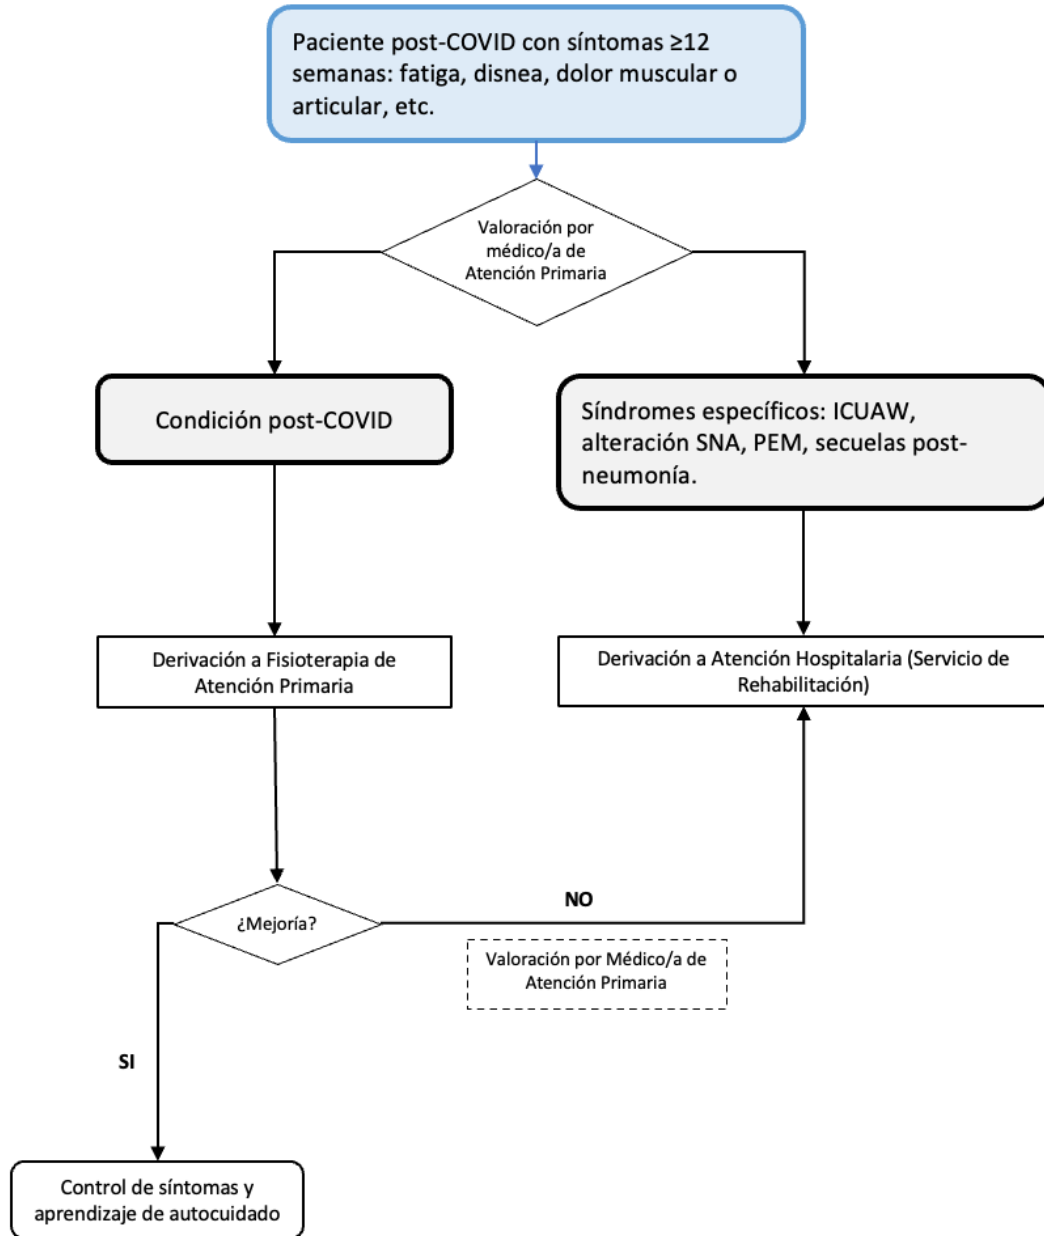 Paciente post-COVID con síntomas ≥12
semanas: fatiga, disnea, dolor muscular o
articular, etc.
Valoración por
médico/a de
Atención Primaria
Condición post-COVID
Síndromes específicos: ICUAW,
alteración SNA, PEM, secuelas post-
neumonía.
Derivación a Fisioterapia de
Atención Primaria
Derivación a Atención Hospitalaria (Servicio de
Rehabilitación)
¿Mejoría?
NO
Valoración por Médico/a de
Atención Primaria
SI
Control de síntomas y
aprendizaje de autocuidado